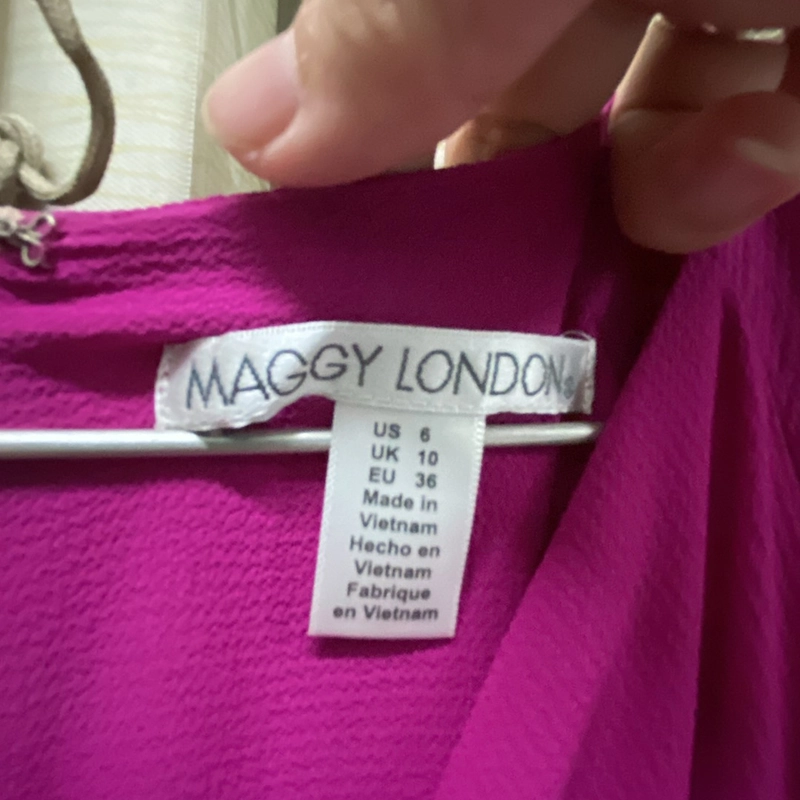 MAGGY LONDON®
US 6
UK 10
EU 36
Made in
Vietnam
Hecho en
Vietnam
Fabrique
en Vietnam